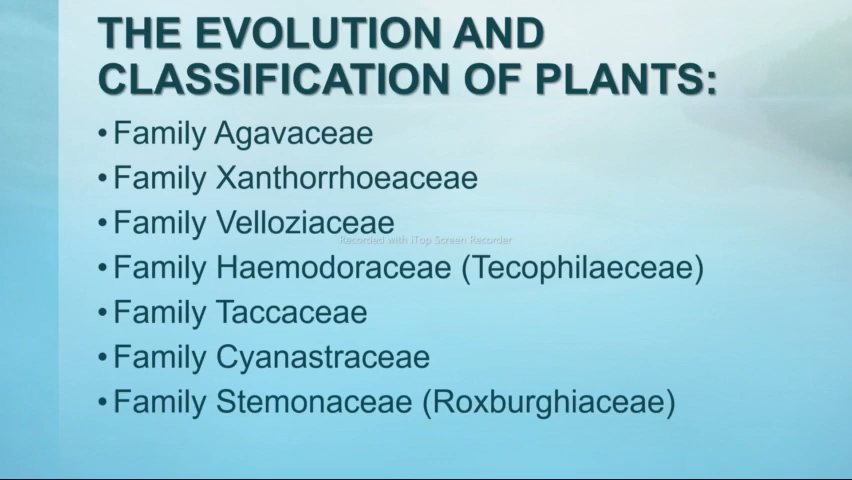 THE EVOLUTION AND
CLASSIFICATION OF PLANTS:
• Family Agavaceae
• Family Xanthorrhoeaceae
• Family Velloziaceae
Recorded with iTop Screen Recorder
• Family Haemodoraceae (Tecophilaeceae)
• Family Taccaceae
• Family Cyanastraceae
• Family Stemonaceae (Roxburghiaceae)